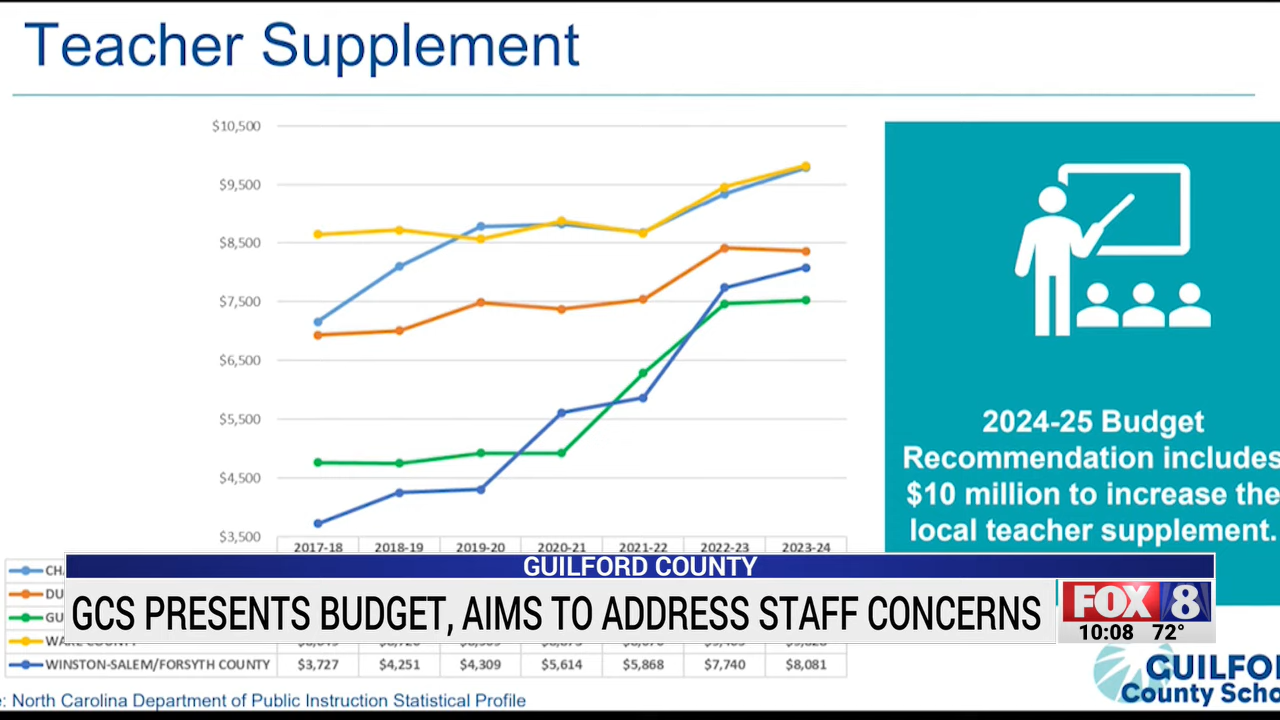 Teacher Supplement
$10,500
$9,500
$8,500
$7,500
$6,500
$5,500
$4,500
$3,500
2017-18 2018-19 2019-20 2020-21 2021-22 2022-23 2023-24
2024-25 Budget
Recommendation includes
$10 million to increase the
local teacher supplement.
GUILFORD COUNTY
GCS PRESENTS BUDGET, AIMS TO ADDRESS STAFF CONCERNS
FOX 8
10:08 72°
WINSTON-SALEM/FORSYTH COUNTY $3,727 $4,251 $4,309 $5,614 $5,868 $7,740 $8,081
: North Carolina Department of Public Instruction Statistical Profile
GUILFOR
County Scho